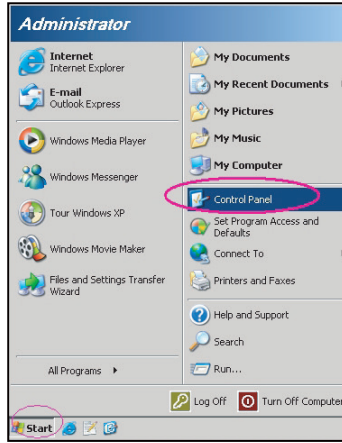 Administrator
Internet
Internet Explorer
E-mail
Outlook Express
Windows Media Player
Windows Messenger
Tour Windows XP
Windows Movie Maker
Files and Settings Transfer
Wizard
All Programs
My Documents
My Recent Documents
My Pictures
My Music
My Computer
Control Panel
Set Program Access and
Defaults
Connect To
Printers and Faxes
Help and Support
Search
Run...
Log Off Turn Off Computer
Start